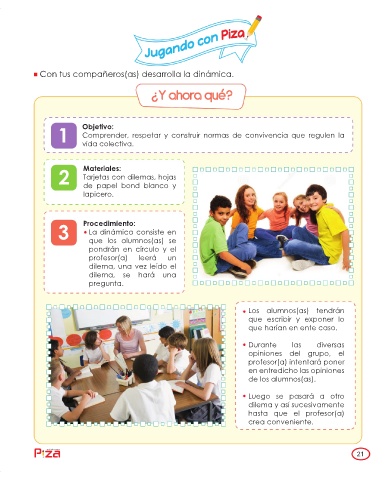 Jugando con Piza
Con tus compañeros(as) desarrolla la dinámica.
¿Y ahora qué?
1
Objetivo:
Comprender, respetar y construir normas de convivencia que regulen la
vida colectiva.
2
Materiales:
Tarjetas con dilemas, hojas
de papel bond blanco y
lapicero.
3
Procedimiento:
• La dinámica consiste en
que los alumnos(as) se
pondrán en círculo y el
profesor(a) leerá un
dilema, una vez leído el
dilema, se hará una
pregunta.
• Los alumnos(as) tendrán
que escribir y exponer lo
que harían en ente caso.
• Durante las diversas
opiniones del grupo, el
profesor(a) intentará poner
en entredicho las opiniones
de los alumnos(as).
• Luego se pasará a otro
dilema y así sucesivamente
hasta que el profesor(a)
crea conveniente.
Piza
21